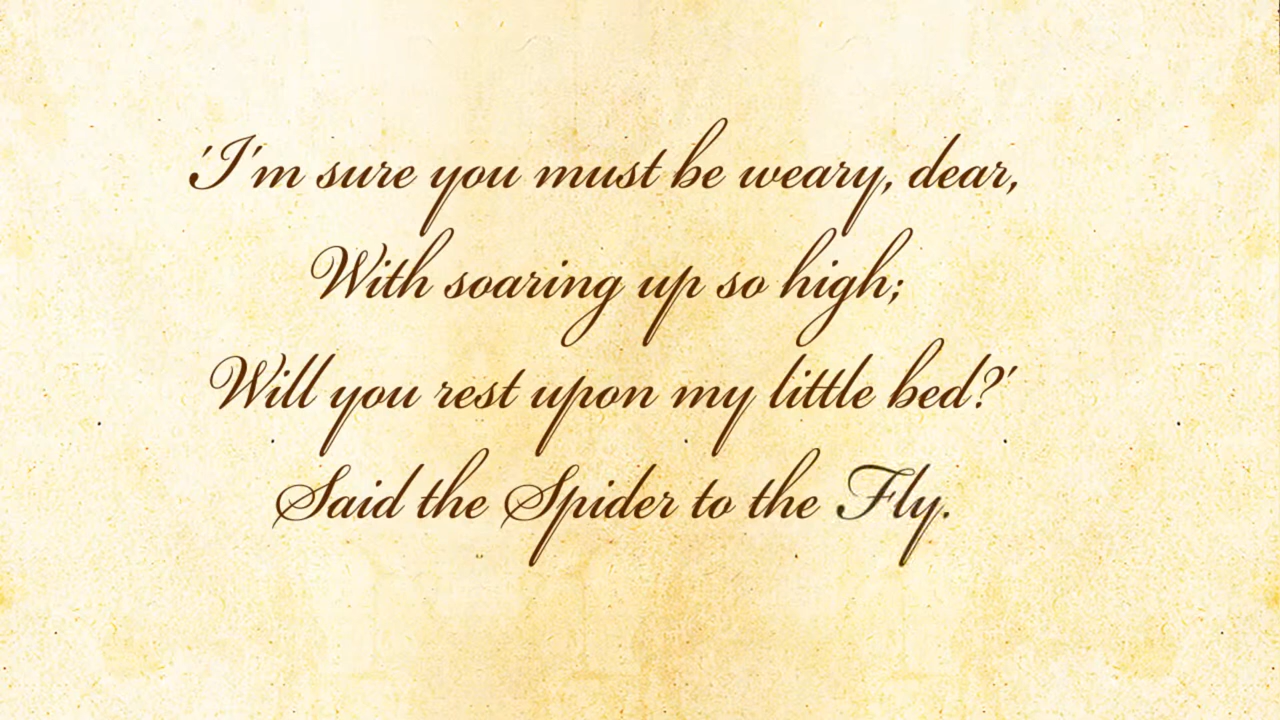 'I'm sure you must be weary, dear,
With soaring up so high;
Will you rest upon my little bed?'
Said the Spider to the Fly.